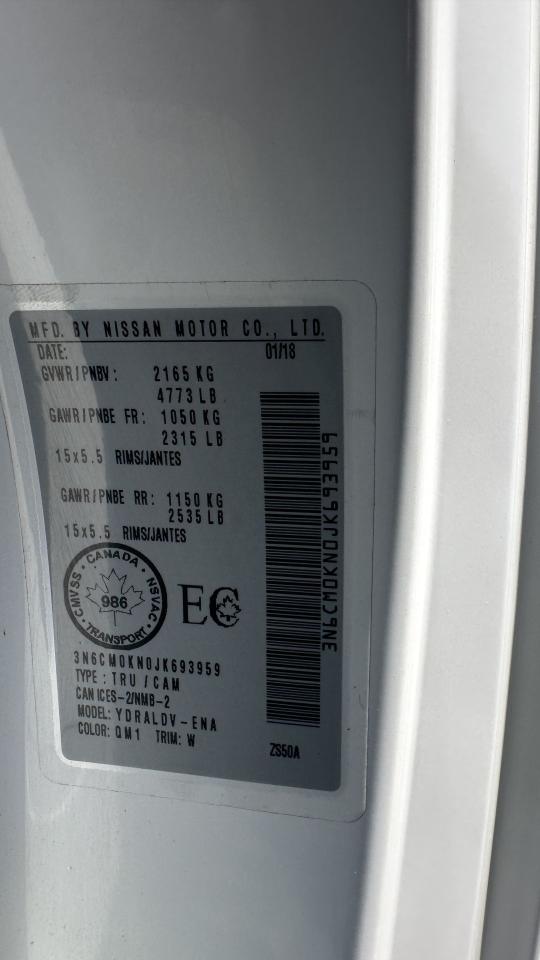 MFD. BY NISSAN MOTOR CO., LTD.
DATE: 01/18
GVWR/PNBV: 2165 KG
4773 LB
GAWR/PNBE FR: 1050 KG
2315 LB
15x5.5 RIMS/JANTES
GAWR/PNBE RR: 1150 KG
2535 LB
15x5.5 RIMS/JANTES
CANADA
CMVSS 986 NSVAC
TRANSPORT
EC
3N6CM0KN0JK693959
TYPE: TRU/CAM
CAN ICES-2/NMB-2
MODEL: YDRALDV-ENA
COLOR: QM1 TRIM: W
ZS50A
3N6CM0KN0JK693959